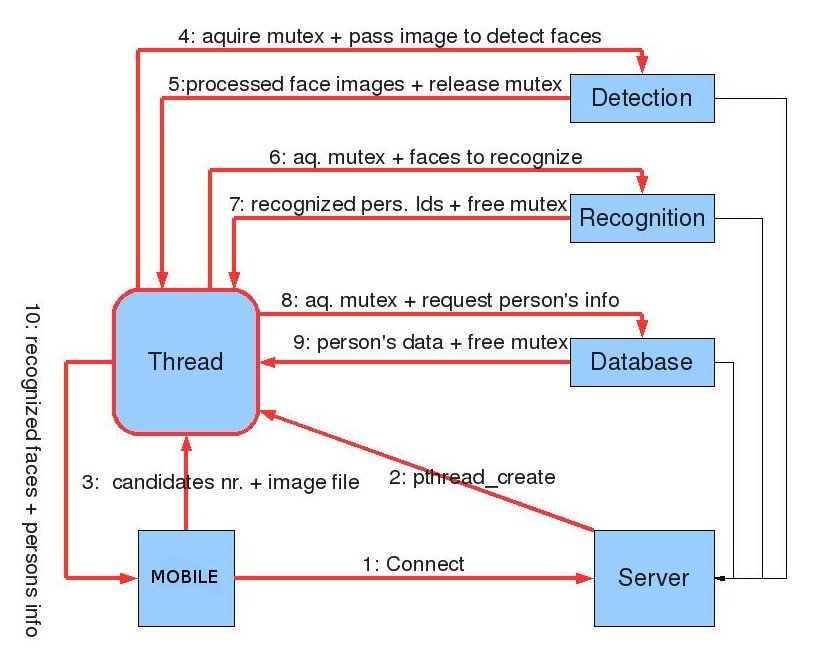 4: aquire mutex + pass image to detect faces
5:processed face images + release mutex
Detection
6: aq. mutex + faces to recognize
7: recognized pers. Ids + free mutex
Recognition
8: aq. mutex + request person's info
9: person's data + free mutex
Database
Thread
10: recognized faces + persons info
3: candidates nr. + image file
2: pthread_create
MOBILE
1: Connect
Server